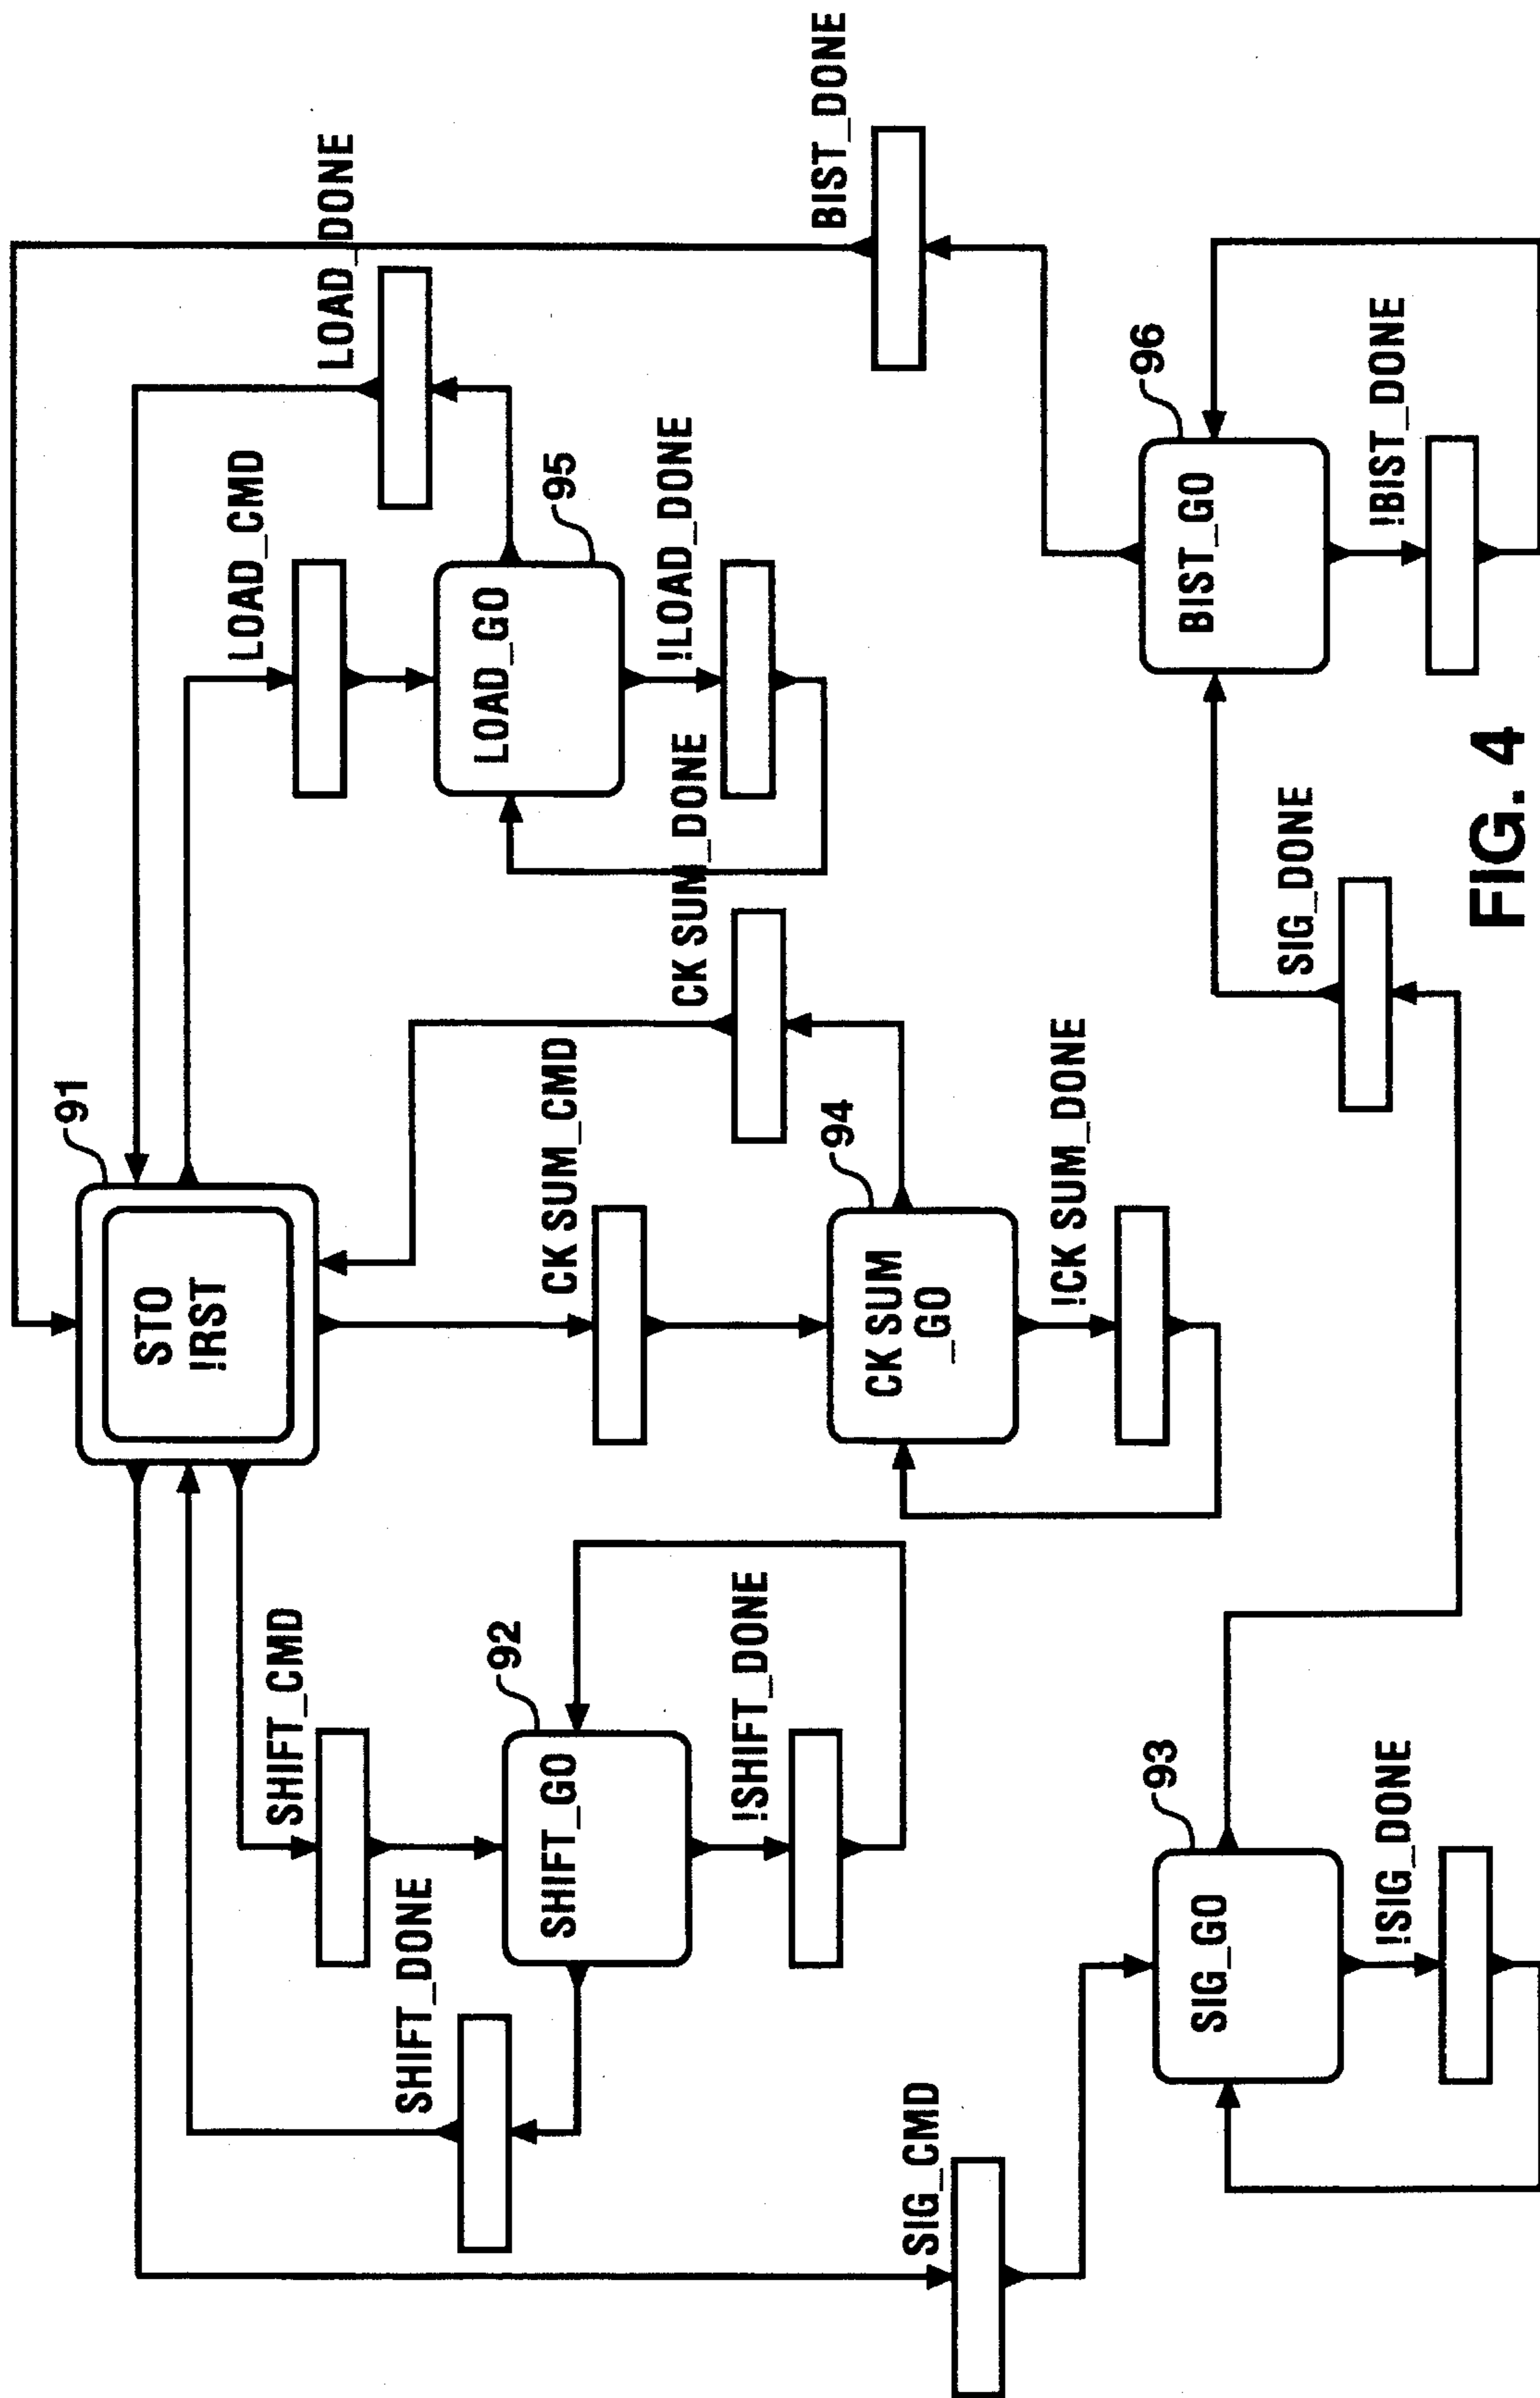 91
STO
!RST
SHIFT_CMD
SHIFT_DONE
92
SHIFT_GO
!SHIFT_DONE
SIG_CMD
93
SIG_GO
!SIG_DONE
CK SUM_CMD
CK SUM_DONE
94
CK SUM
_GO
!CK SUM_DONE
LOAD_CMD
LOAD_DONE
95
LOAD_GO
!LOAD_DONE
BIST_DONE
96
BIST_GO
!BIST_DONE
SIG_DONE
FIG. 4